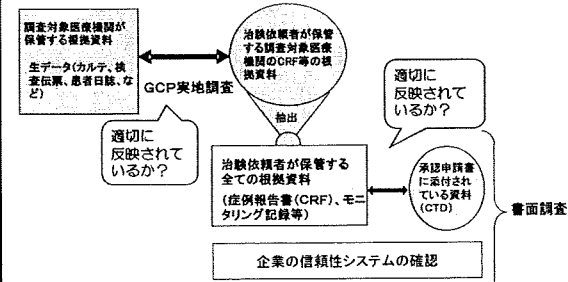 調査対象医療機関が
保管する根拠資料
生データ(カルテ、検
査伝票、患者日誌、な
ど)
GCP実地調査
治験依頼者が保管
する調査対象医療
機関のCRF等の根
拠資料
抽出
適切に
反映されて
いるか?
適切に
反映されて
いるか?
治験依頼者が保管する
全ての根拠資料
(症例報告書(CRF)、モニ
タリング記録等)
承認申請書
に添付され
ている資料
(CTD)
書面調査
企業の信頼性システムの確認